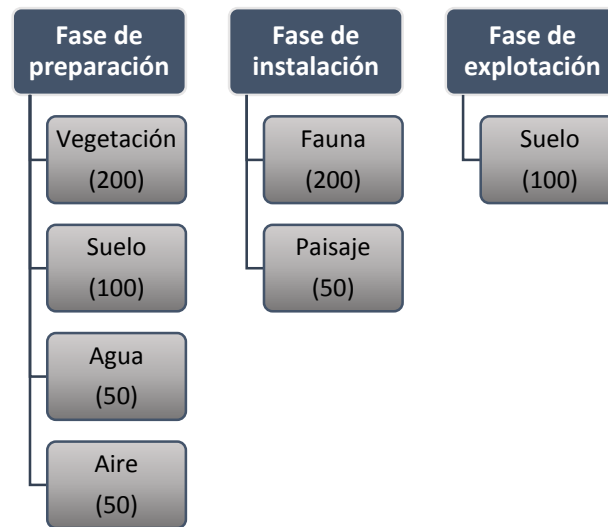 Fase de
preparación
Vegetación
(200)
Suelo
(100)
Agua
(50)
Aire
(50)
Fase de
instalación
Fauna
(200)
Paisaje
(50)
Fase de
explotación
Suelo
(100)